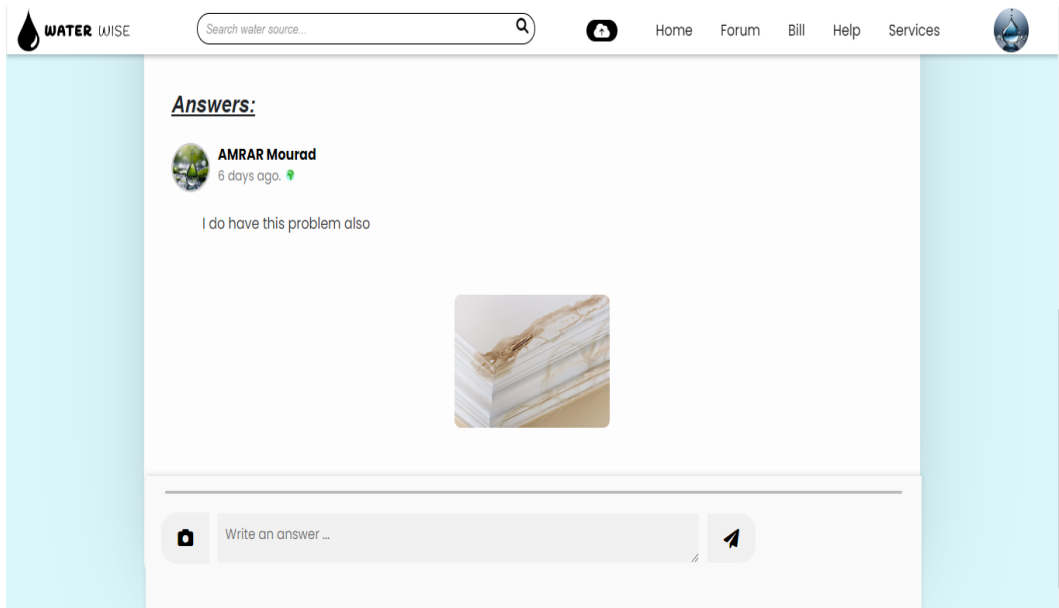 WATER WISE
Search water source...
Home Forum Bill Help Services
Answers:
AMRAR Mourad
6 days ago.
I do have this problem also
Write an answer ...